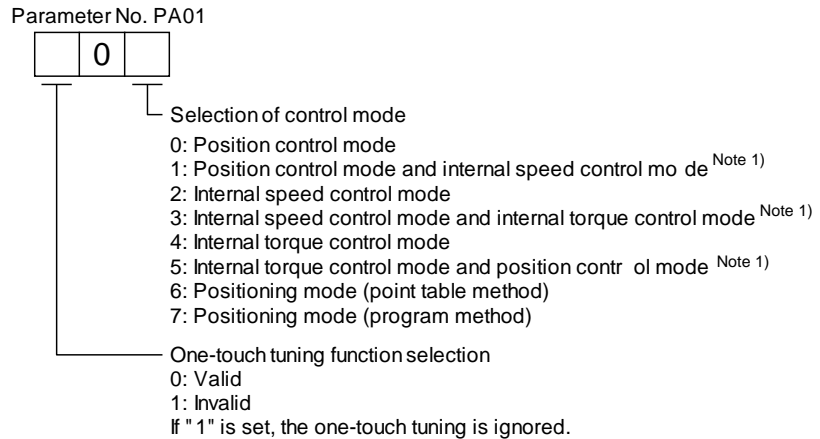 Parameter No. PA01
0
Selection of control mode
0: Position control mode
1: Position control mode and internal speed control mo de Note 1)
2: Internal speed control mode
3: Internal speed control mode and internal torque control mode Note 1)
4: Internal torque control mode
5: Internal torque control mode and position contr ol mode Note 1)
6: Positioning mode (point table method)
7: Positioning mode (program method)
One-touch tuning function selection
0: Valid
1: Invalid
If "1" is set, the one-touch tuning is ignored.